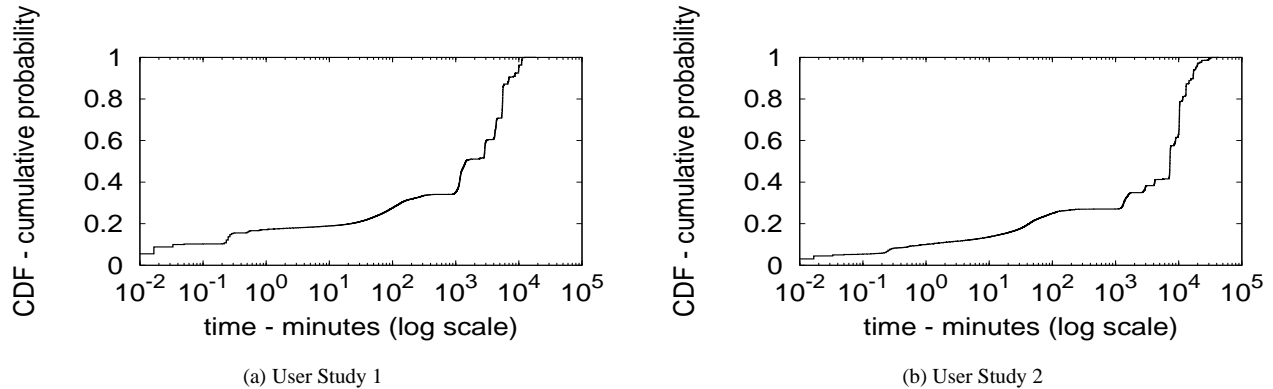 CDF - cumulative probability
1
0.8
0.6
0.4
0.2
0
10^-2 10^-1 10^0 10^1 10^2 10^3 10^4 10^5
time - minutes (log scale)
(a) User Study 1
CDF - cumulative probability
1
0.8
0.6
0.4
0.2
0
10^-2 10^-1 10^0 10^1 10^2 10^3 10^4 10^5
time - minutes (log scale)
(b) User Study 2